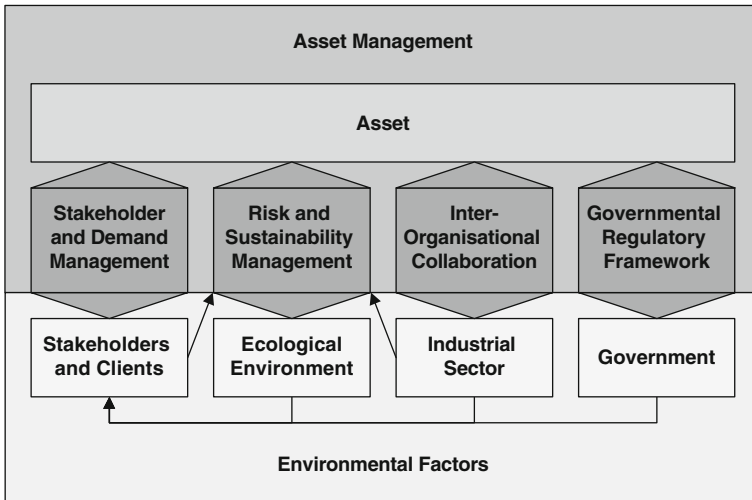 Asset Management
Asset
Stakeholder
and Demand
Management
Risk and
Sustainability
Management
Inter-
Organisational
Collaboration
Governmental
Regulatory
Framework
Stakeholders
and Clients
Ecological
Environment
Industrial
Sector
Government
Environmental Factors